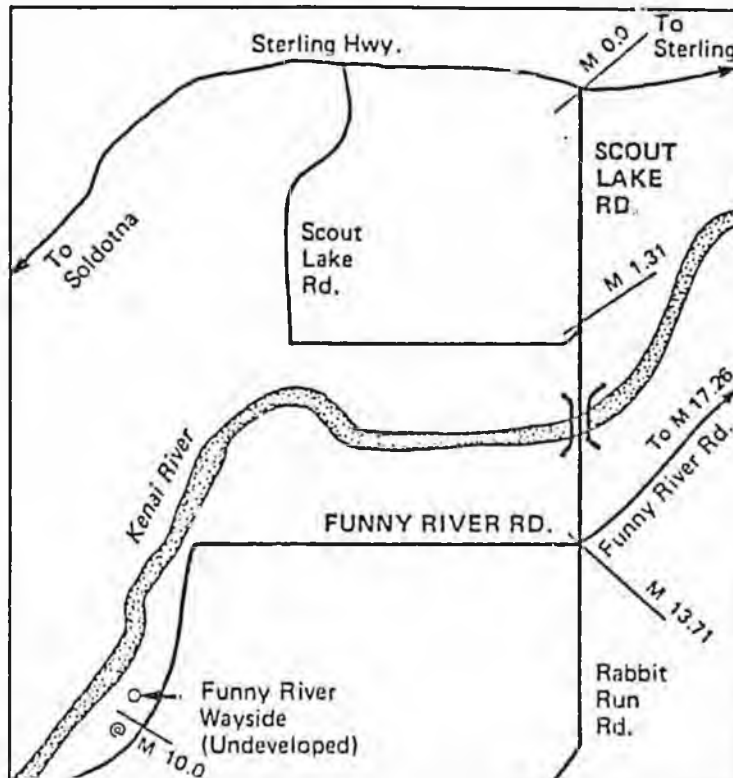 Sterling Hwy.
M 0.0
To
Sterling
SCOUT
LAKE
RD.
To
Soldotna
Scout
Lake
Rd.
M 1.31
Kenai River
To M 17.26
Funny River Rd.
FUNNY RIVER RD.
M 13.71
Funny River
Wayside
(Undeveloped)
M 10.0
Rabbit
Run
Rd.